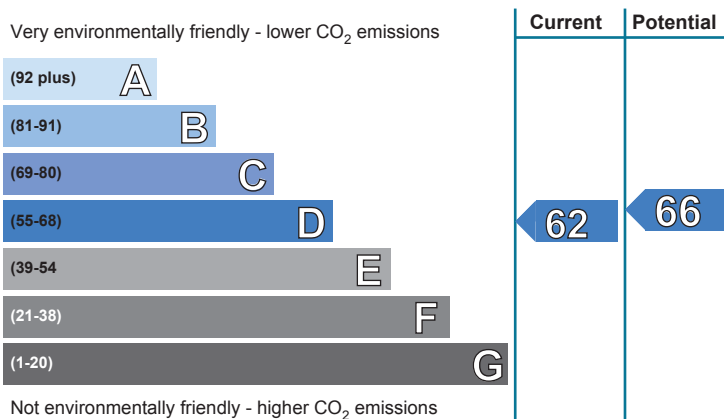 Very environmentally friendly - lower CO2 emissions
Current
Potential
(92 plus) A
(81-91) B
(69-80) C
(55-68) D
62
66
(39-54 E
(21-38) F
(1-20) G
Not environmentally friendly - higher CO2 emissions